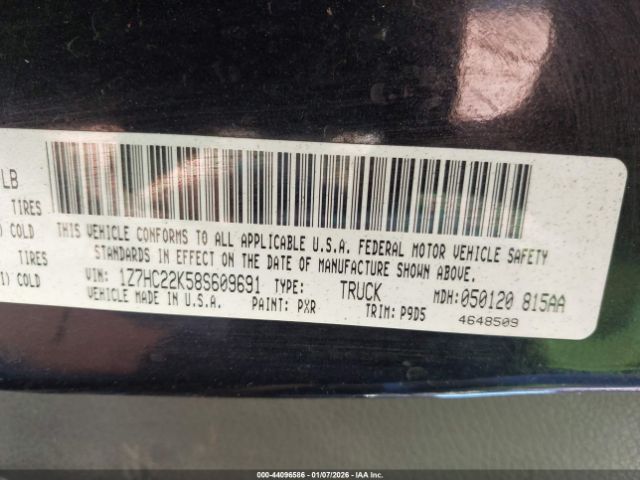 LB
TIRES
) COLD
TIRES
I) COLD
THIS VEHICLE CONFORMS TO ALL APPLICABLE U.S.A. FEDERAL MOTOR VEHICLE SAFETY
STANDARDS IN EFFECT ON THE DATE OF MANUFACTURE SHOWN ABOVE.
VIN: 1Z7HC22K58S609691 TYPE: TRUCK MDH: 050120 815AA
VEHICLE MADE IN U.S.A. PAINT: PXR TRIM: P9D5 4648509
000-44096586 | 01/07/2026 | © IAA Inc.